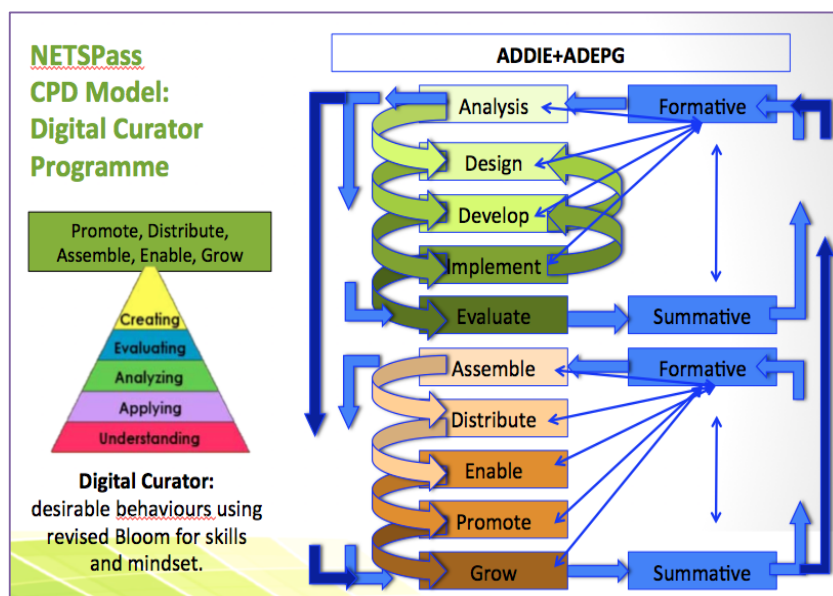 NETSPass
CPD Model:
Digital Curator
Programme
Promote, Distribute,
Assemble, Enable, Grow
Creating
Evaluating
Analyzing
Applying
Understanding
Digital Curator:
desirable behaviours using
revised Bloom for skills
and mindset.
ADDIE+ADEPG
Analysis
Formative
Design
Develop
Implement
Evaluate
Summative
Assemble
Formative
Distribute
Enable
Promote
Grow
Summative